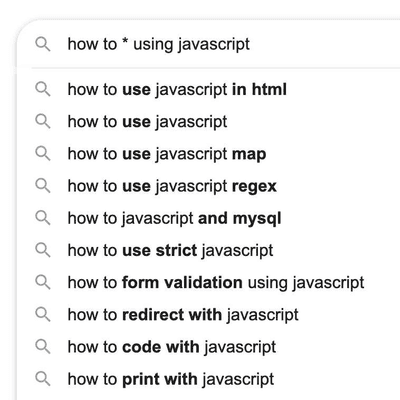 how to * using javascript
how to use javascript in html
how to use javascript
how to use javascript map
how to use javascript regex
how to javascript and mysql
how to use strict javascript
how to form validation using javascript
how to redirect with javascript
how to code with javascript
how to print with javascript